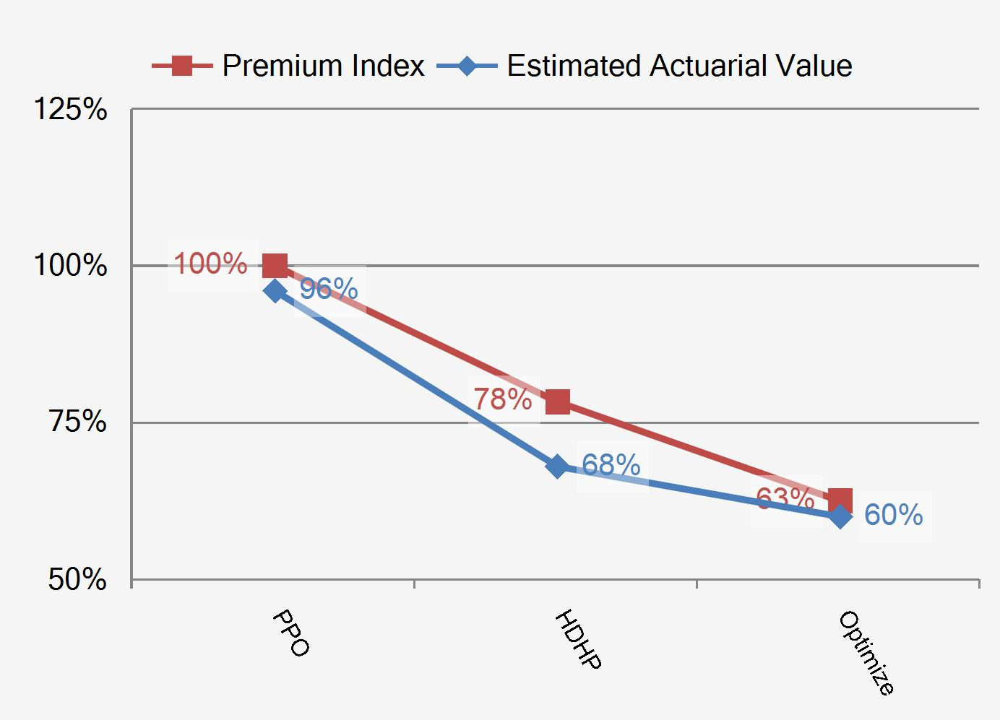 Premium Index Estimated Actuarial Value
125%
100%
75%
50%
100%
96%
78%
68%
63%
60%
PPO
HDHP
Optimize